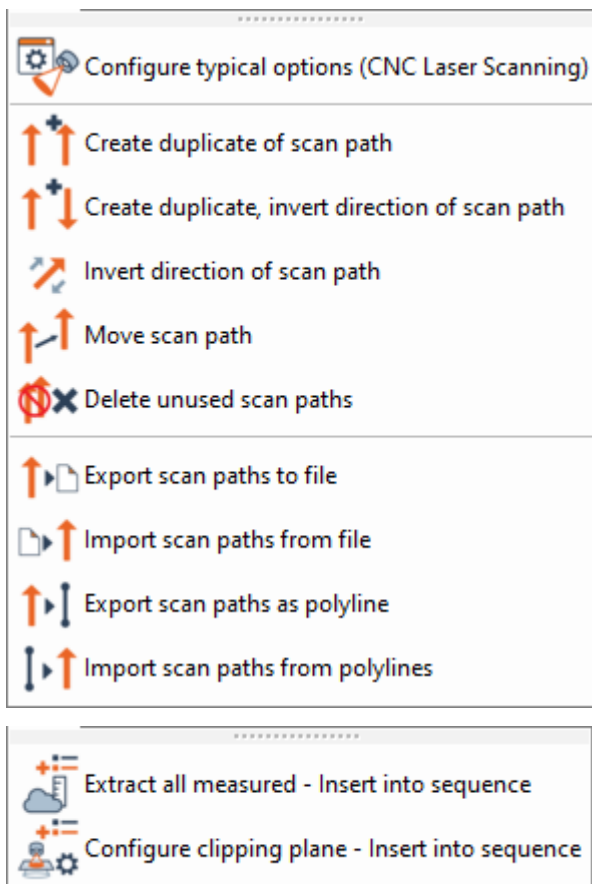 Configure typical options (CNC Laser Scanning)
Create duplicate of scan path
Create duplicate, invert direction of scan path
Invert direction of scan path
Move scan path
Delete unused scan paths
Export scan paths to file
Import scan paths from file
Export scan paths as polyline
Import scan paths from polylines
Extract all measured - Insert into sequence
Configure clipping plane - Insert into sequence